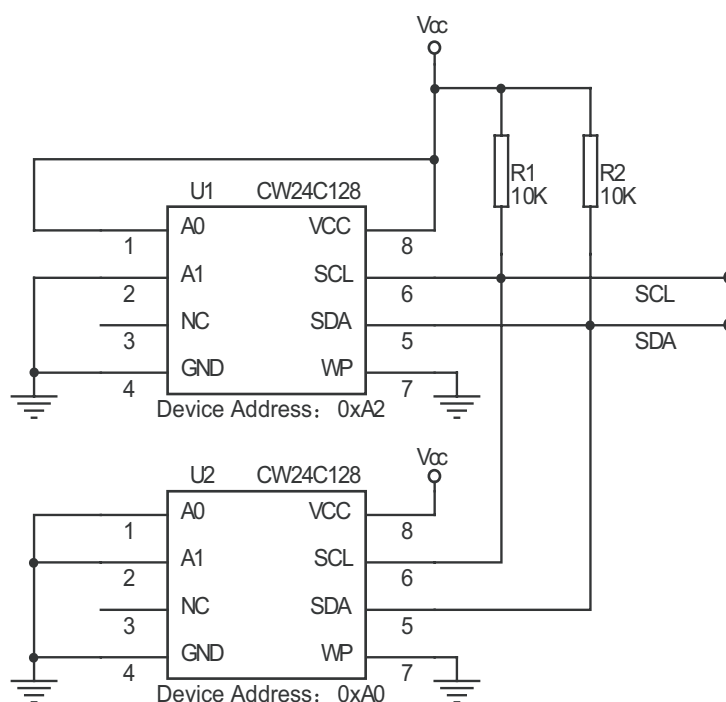 Vcc
R1
10K
R2
10K
U1 CW24C128
A0 VCC
1 8
A1 SCL
2 6
SCL
NC SDA
3 5
SDA
GND WP
4 7
Device Address: 0xA2
Vcc
U2 CW24C128
A0 VCC
1 8
A1 SCL
2 6
NC SDA
3 5
GND WP
4 7
Device Address: 0xA0